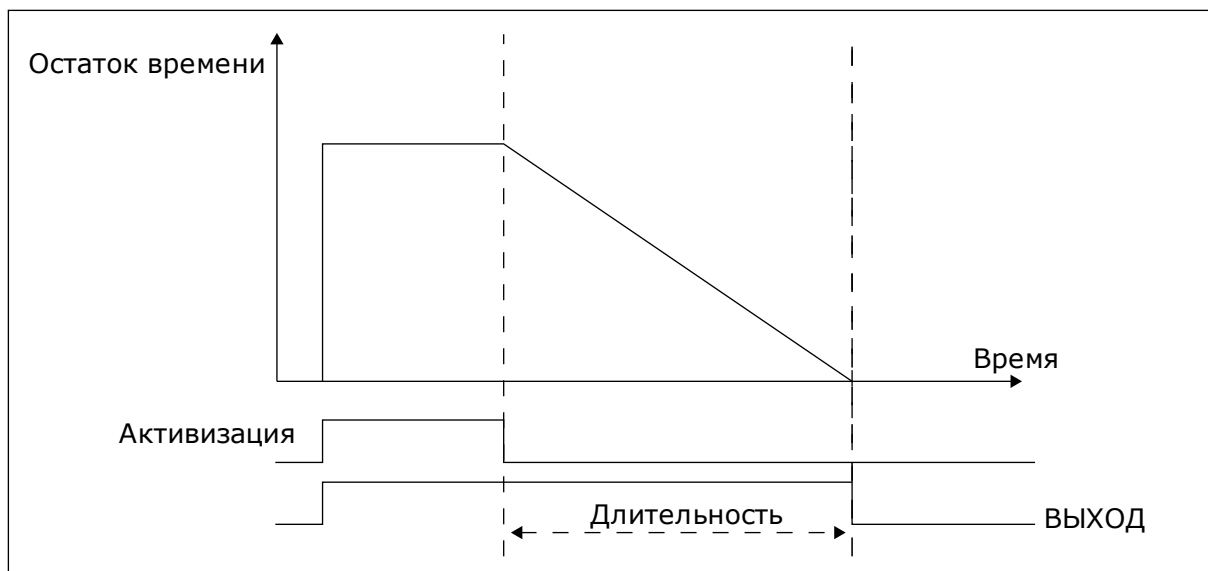 Остаток времени
Время
Активизация
Длительность
ВЫХОД